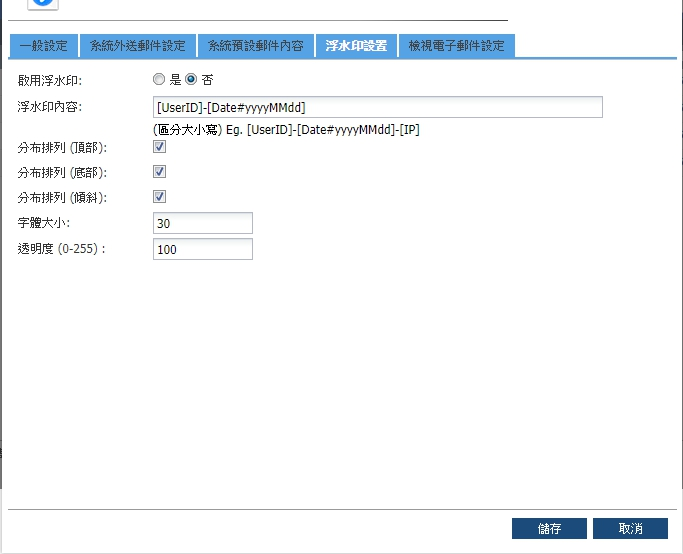 一般設定 系統外送郵件設定 系統預設郵件內容 浮水印設置 檢視電子郵件設定
啟用浮水印: 是 否
浮水印內容: [UserID]-[Date#yyyyMMdd]
(區分大小寫) Eg. [UserID]-[Date#yyyyMMdd]-[IP]
分布排列 (頂部):
分布排列 (底部):
分布排列 (傾斜):
字體大小: 30
透明度 (0-255) : 100
儲存 取消